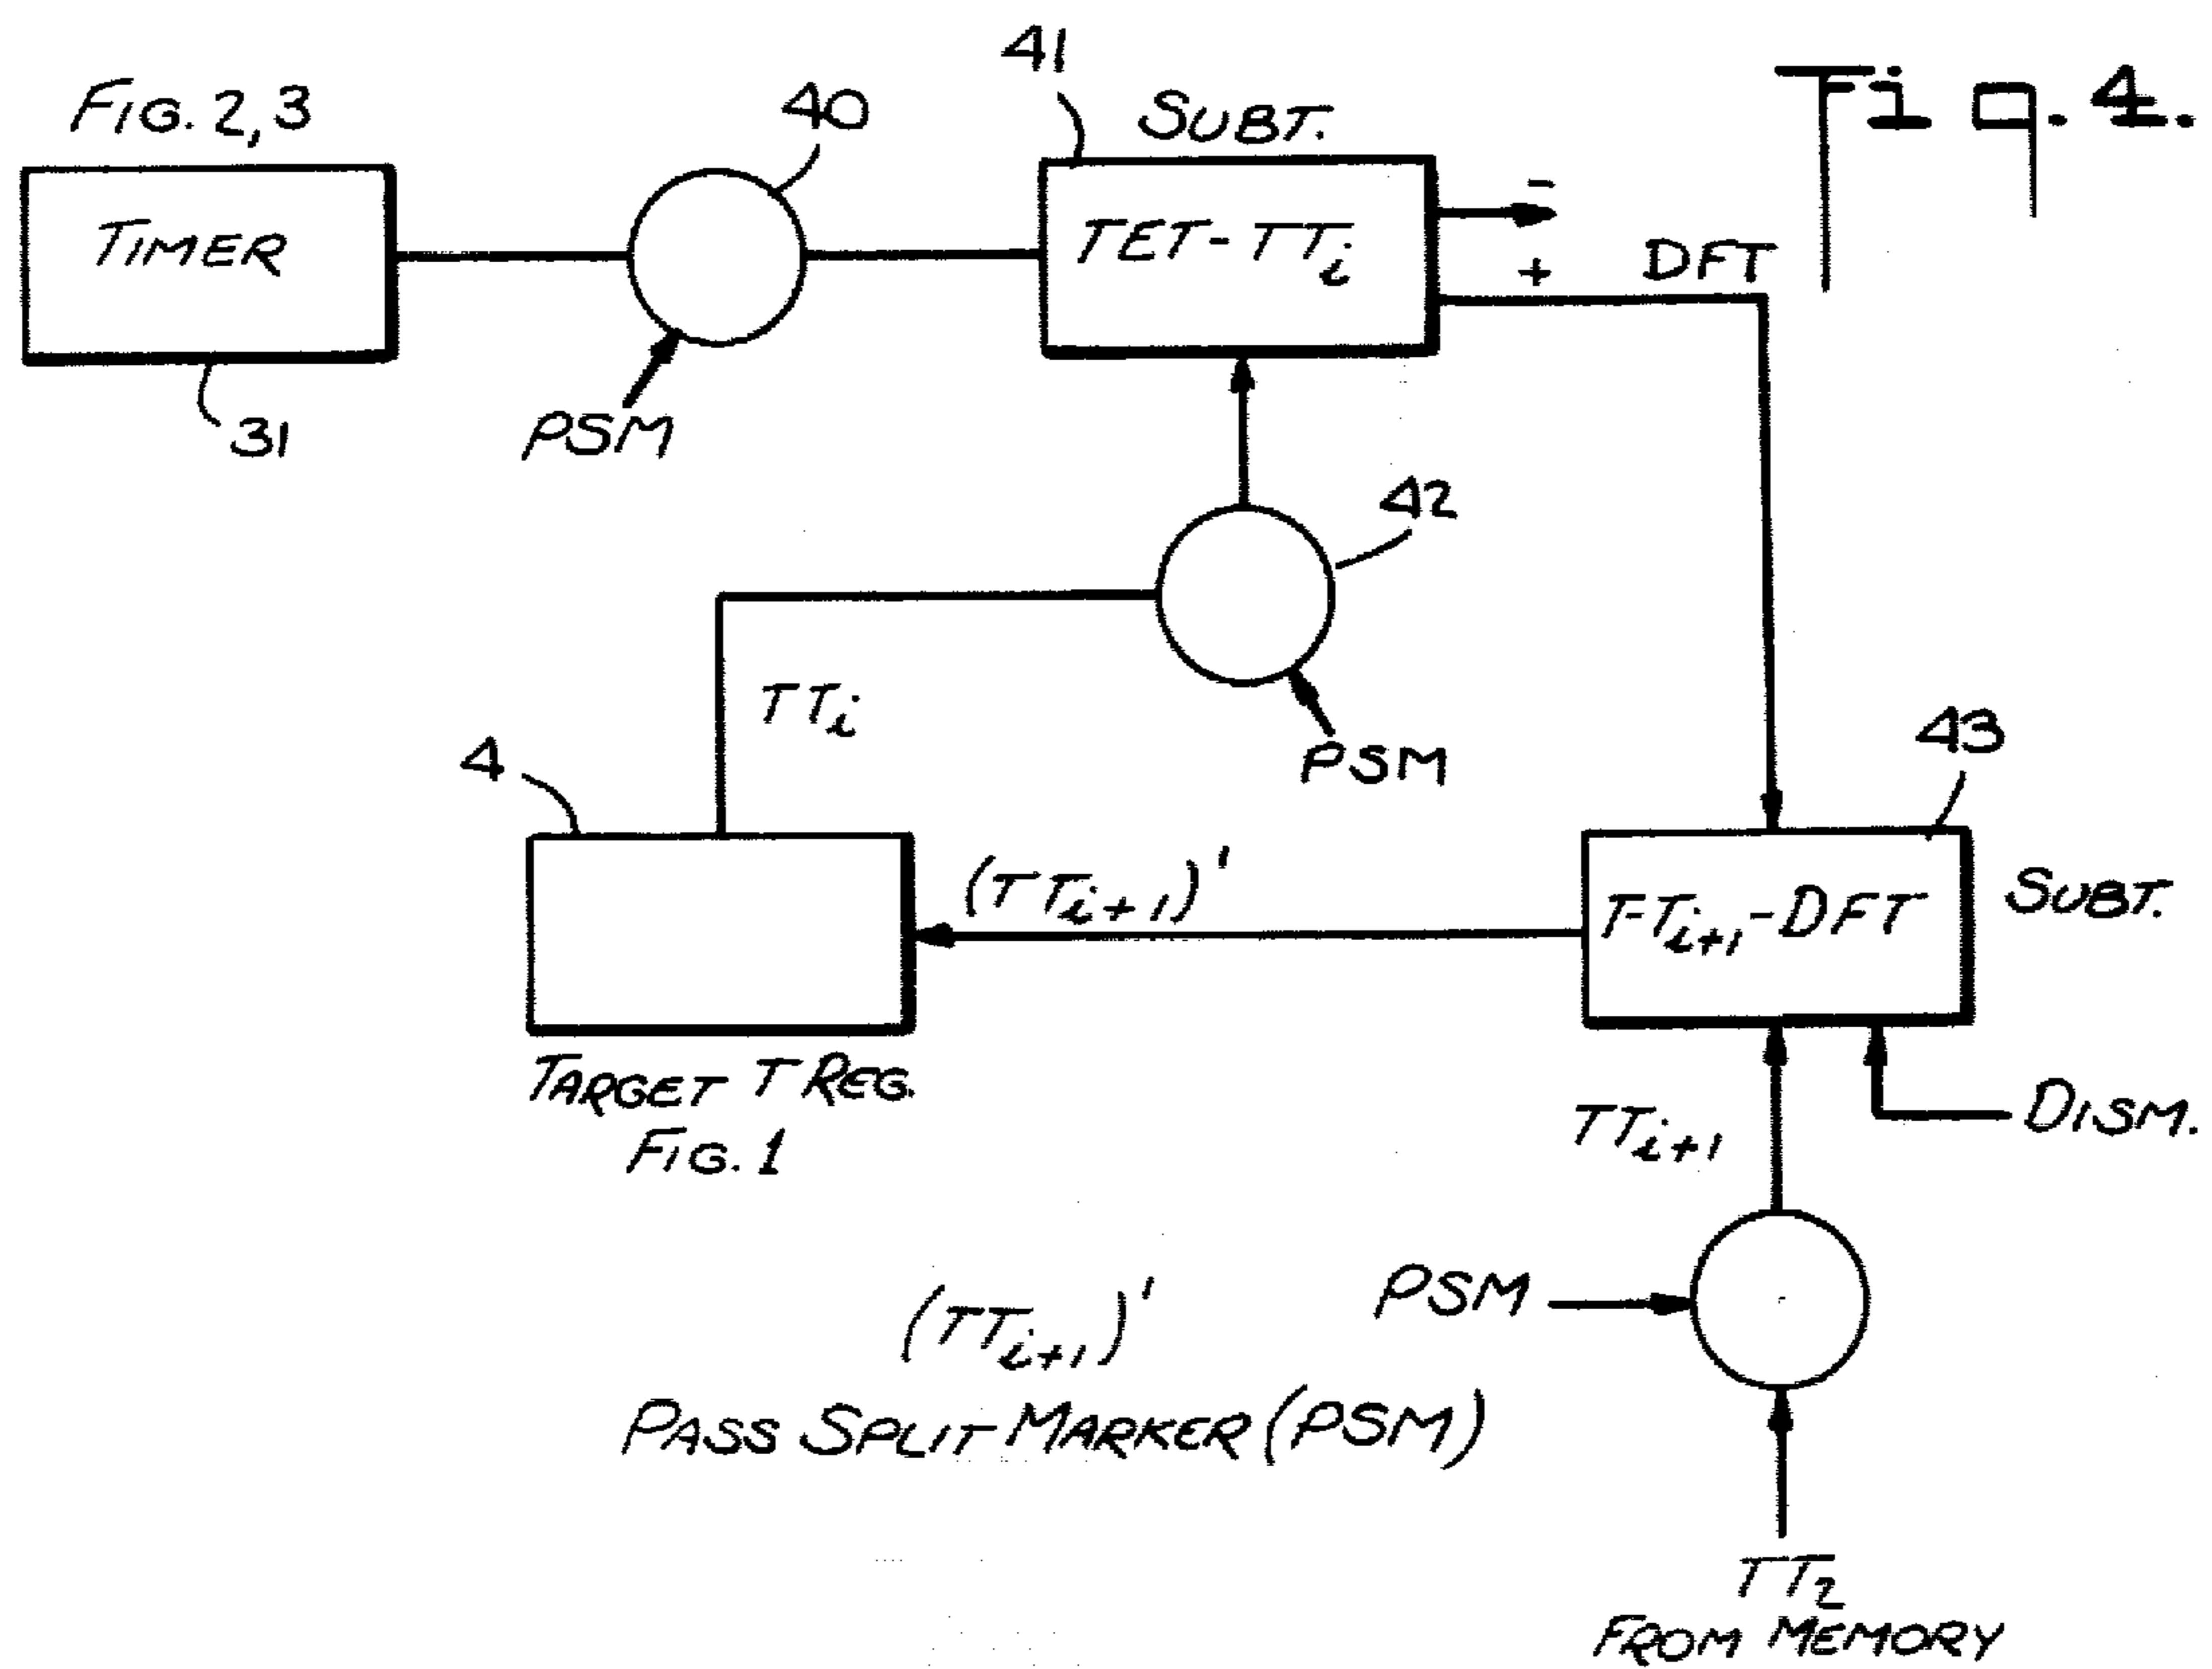 Fig. 4.
FIG. 2, 3
TIMER
31
40
PSM
41
SUBT.
TET-TTi
-
+
DFT
42
PSM
TTi
4
TARGET T REG.
FIG. 1
(TTi+1)'
43
T-Ti+1-DFT
SUBT.
TTi+1
DISM.
PSM
TT2
FROM MEMORY
(TTi+1)'
PASS SPLIT MARKER (PSM)